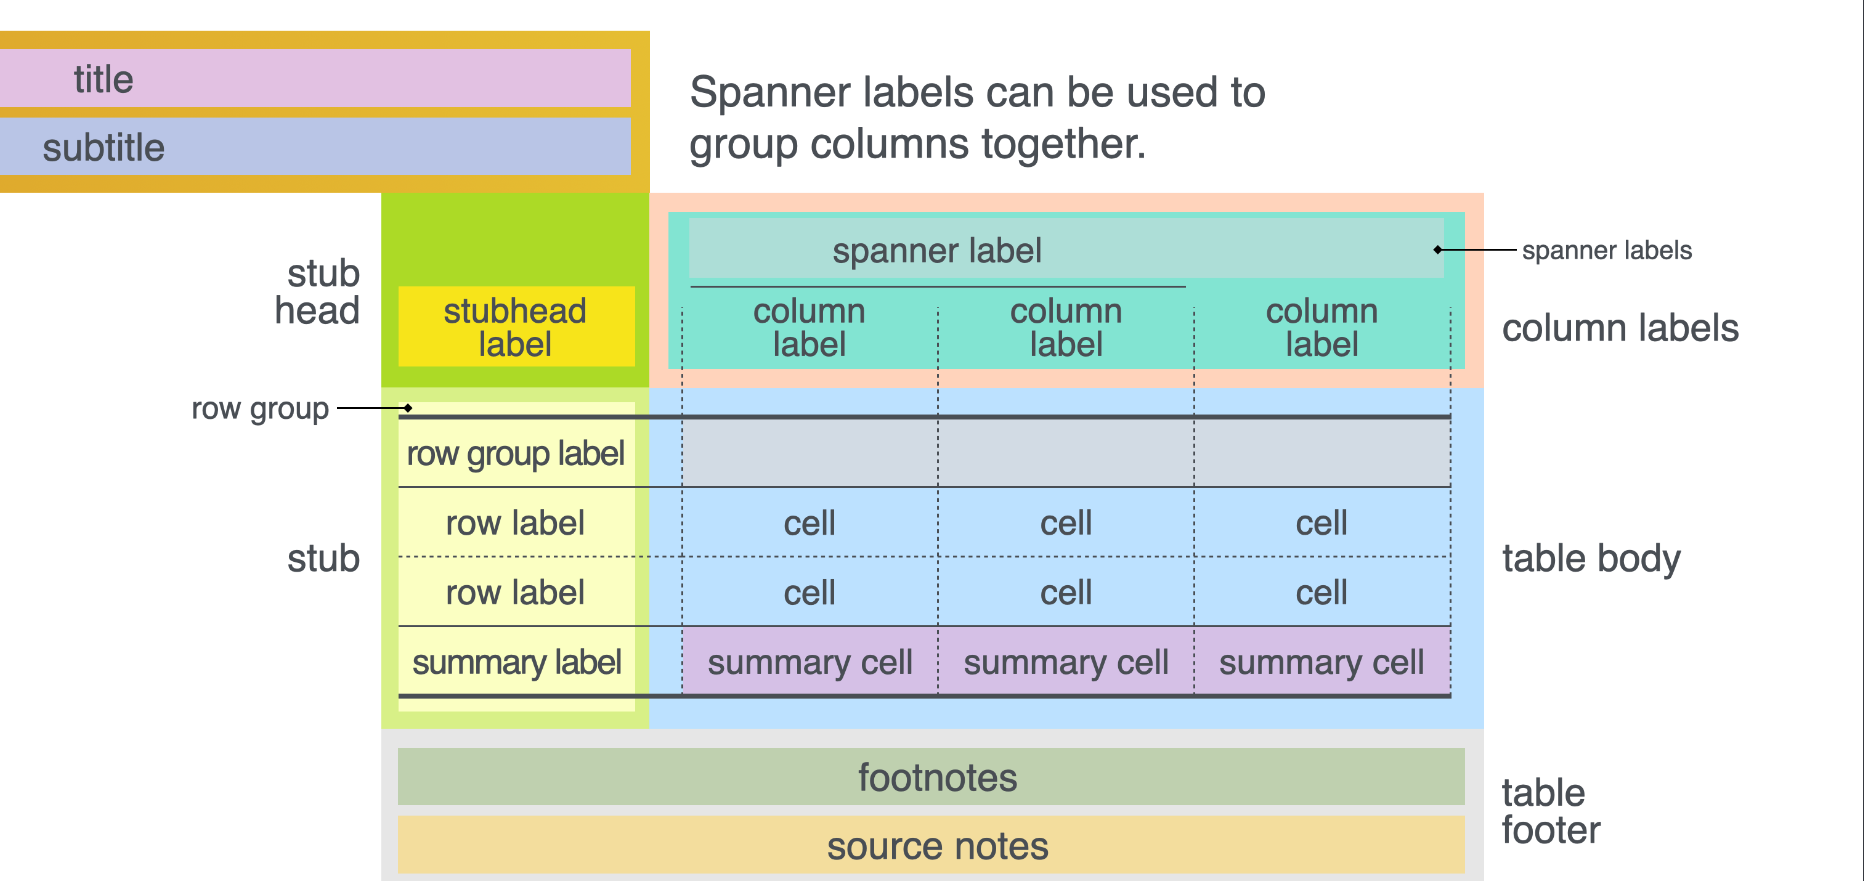 title
subtitle
Spanner labels can be used to
group columns together.
stub
head
stubhead
label
spanner label
spanner labels
column
label
column
label
column
label
column labels
row group
row group label
stub
row label
cell
cell
cell
row label
cell
cell
cell
table body
summary label
summary cell
summary cell
summary cell
footnotes
source notes
table
footer